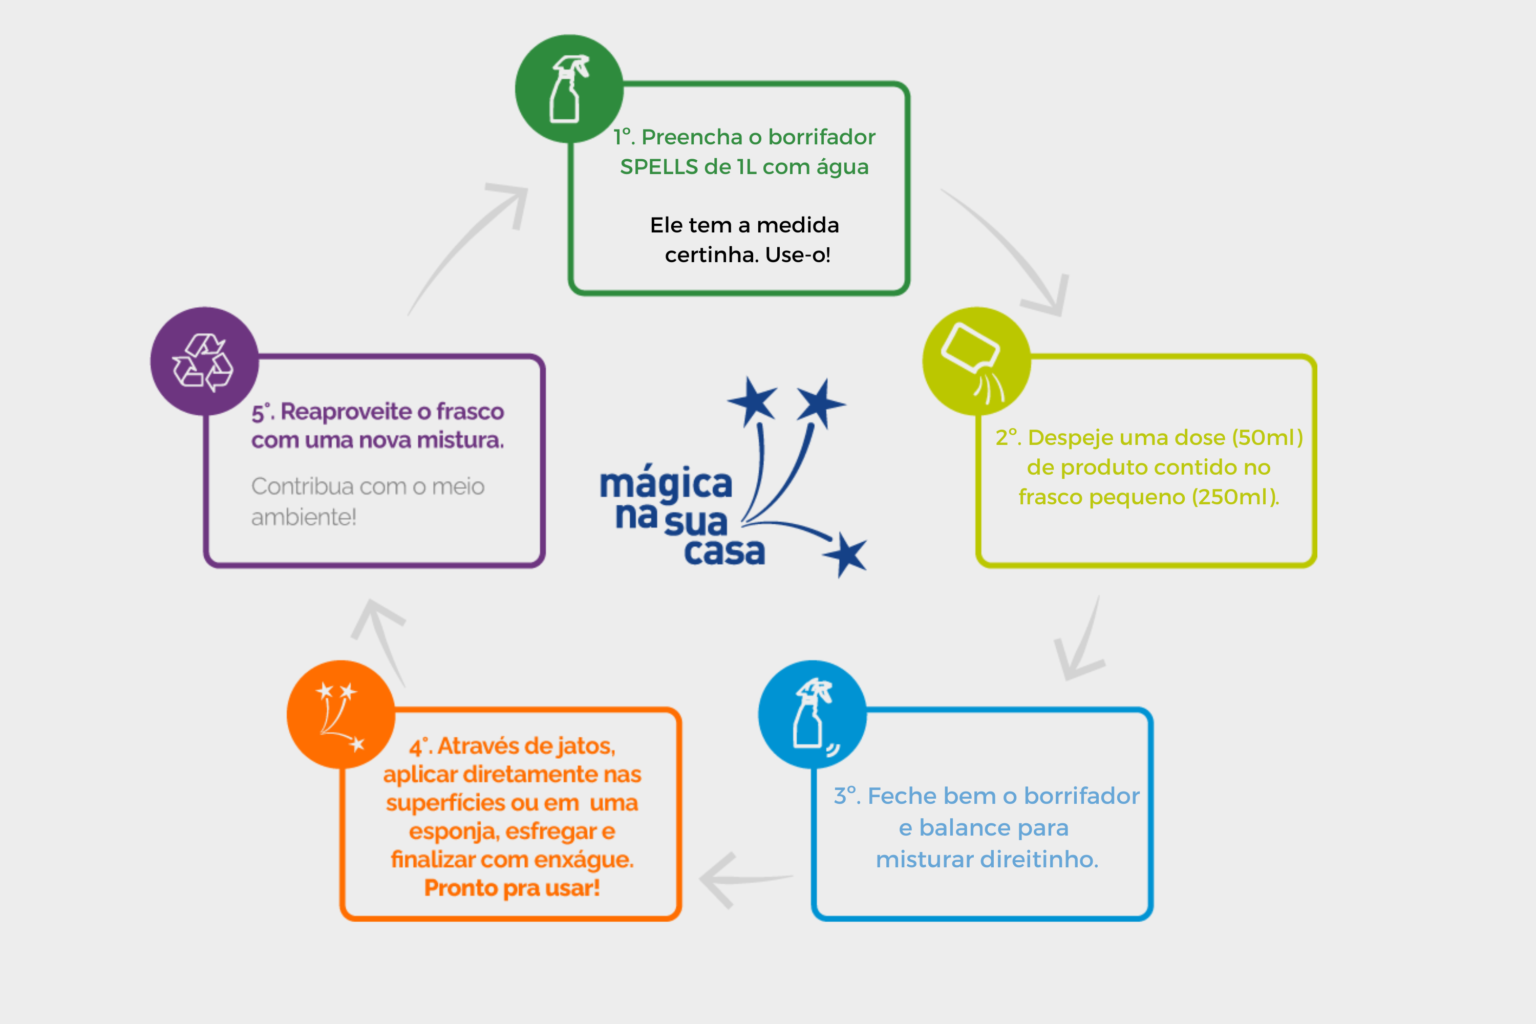 1º. Preencha o borrifador
SPELLS de 1L com água
Ele tem a medida
certinha. Use-o!
2º. Despeje uma dose (50ml)
de produto contido no
frasco pequeno (250ml).
3º. Feche bem o borrifador
e balance para
misturar direitinho.
4°. Através de jatos,
aplicar diretamente nas
superfícies ou em uma
esponja, esfregar e
finalizar com enxágue.
Pronto pra usar!
5°. Reaproveite o frasco
com uma nova mistura.
Contribua com o meio
ambiente!
mágica
na sua
casa